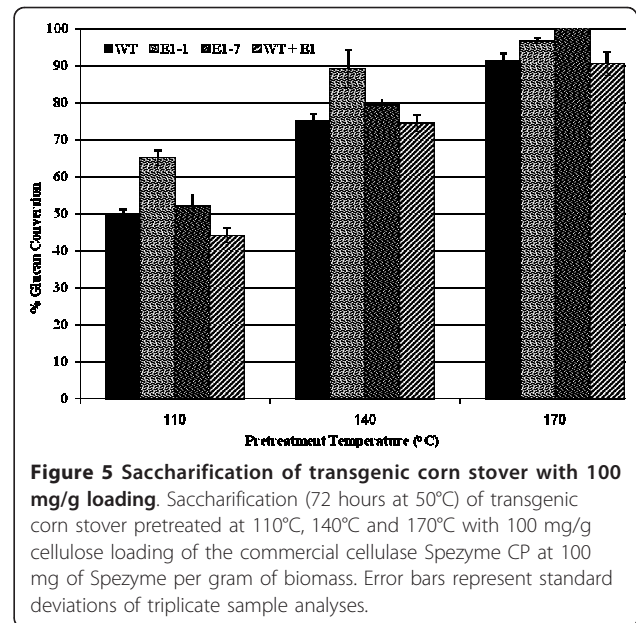 100
90
80
70
60
50
40
30
20
10
0
% Glucan Conversion
WT E1-1 E1-7 WT + E1
110 140 170
Pretreatment Temperature (°C)
Figure 5 Saccharification of transgenic corn stover with 100
mg/g loading. Saccharification (72 hours at 50°C) of transgenic
corn stover pretreated at 110°C, 140°C and 170°C with 100 mg/g
cellulose loading of the commercial cellulase Spezyme CP at 100
mg of Spezyme per gram of biomass. Error bars represent standard
deviations of triplicate sample analyses.